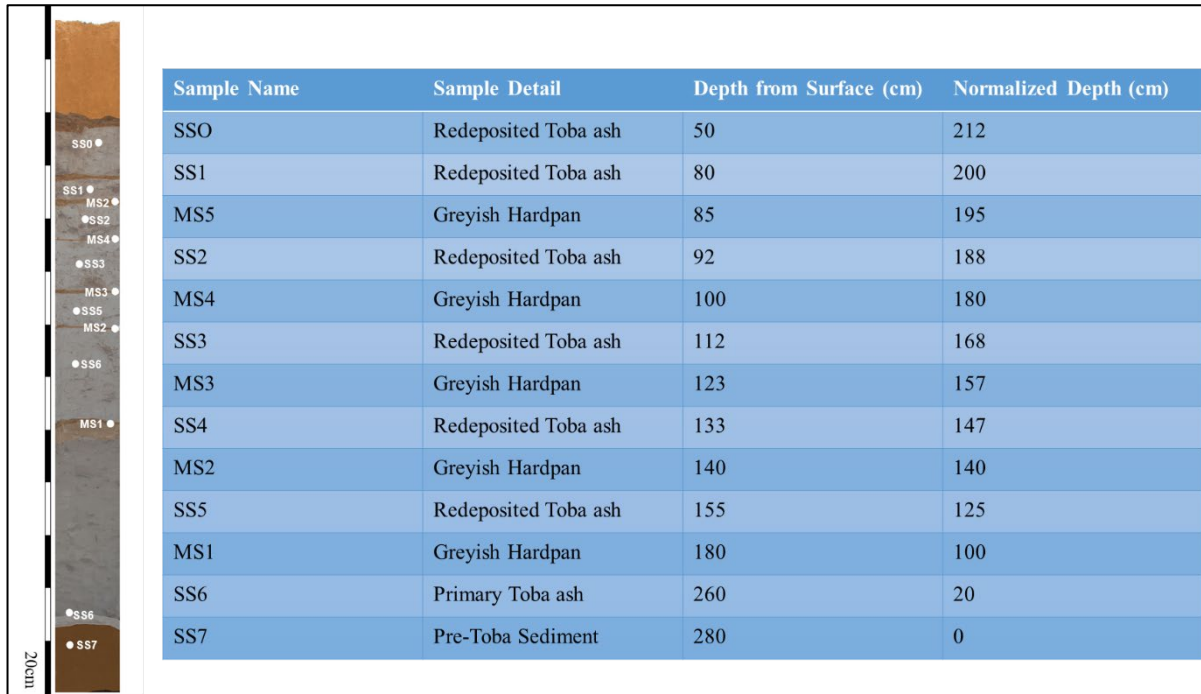 SS0
SS1
MS2
SS2
MS4
SS3
MS3
SS5
MS2
SS6
MS1
SS6
SS7
20cm
Sample Name Sample Detail Depth from Surface (cm) Normalized Depth (cm)
SSO Redeposited Toba ash 50 212
SS1 Redeposited Toba ash 80 200
MS5 Greyish Hardpan 85 195
SS2 Redeposited Toba ash 92 188
MS4 Greyish Hardpan 100 180
SS3 Redeposited Toba ash 112 168
MS3 Greyish Hardpan 123 157
SS4 Redeposited Toba ash 133 147
MS2 Greyish Hardpan 140 140
SS5 Redeposited Toba ash 155 125
MS1 Greyish Hardpan 180 100
SS6 Primary Toba ash 260 20
SS7 Pre-Toba Sediment 280 0